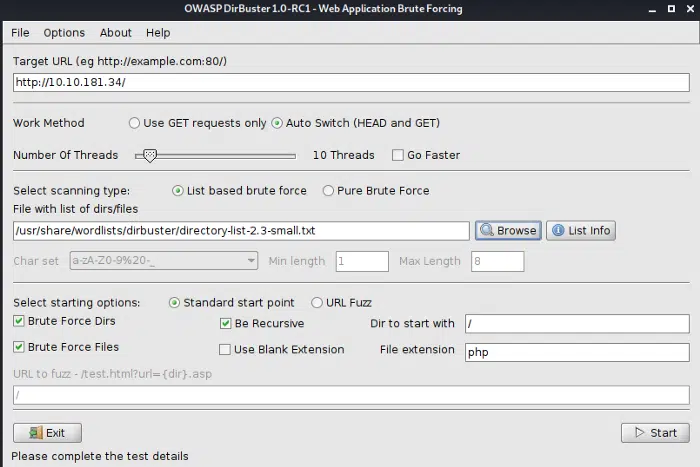 OWASP DirBuster 1.0-RC1 - Web Application Brute Forcing
File Options About Help
Target URL (eg http://example.com:80/)
http://10.10.181.34/
Work Method Use GET requests only Auto Switch (HEAD and GET)
Number Of Threads 10 Threads Go Faster
Select scanning type: List based brute force Pure Brute Force
File with list of dirs/files
/usr/share/wordlists/dirbuster/directory-list-2.3-small.txt Browse List Info
Char set a-zA-Z0-9%20-_ Min length 1 Max Length 8
Select starting options: Standard start point URL Fuzz
Brute Force Dirs Be Recursive Dir to start with /
Brute Force Files Use Blank Extension File extension php
URL to fuzz - /test.html?url={dir}.asp
/
Exit Start
Please complete the test details